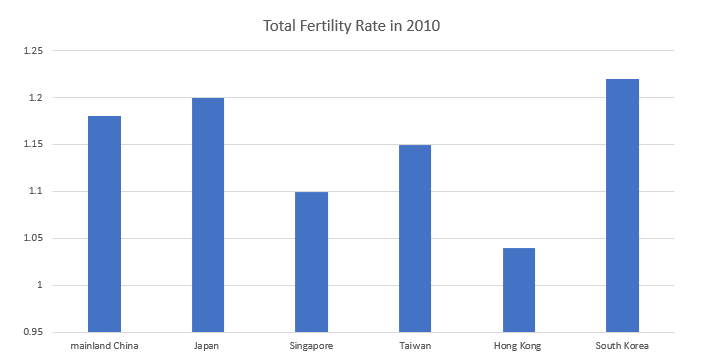 Total Fertility Rate in 2010
1.25
1.2
1.15
1.1
1.05
1
0.95
mainland China
Japan
Singapore
Taiwan
Hong Kong
South Korea